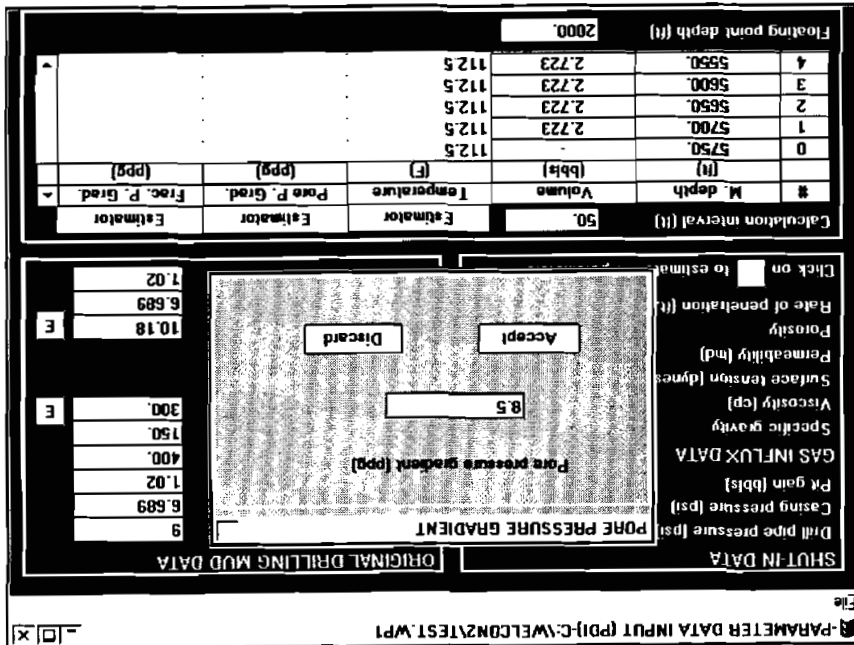 -PARAMETER DATA INPUT (PDI)-C:\WELLCON2\TEST.WP1
File
SHUT-IN DATA
ORIGINAL DRILLING MUD DATA
Drill pipe pressure (psi)
9
Casing pressure (psi)
6.689
Pit gain (bbls)
1.02
GAS INFLUX DATA
400.
Specific gravity
150.
Viscosity (cp)
300.
E
Surface tension (dynes
Permeability (md)
Porosity
10.18
E
Rate of penetration (ft
6.689
Click on to estimat
1.02
PORE PRESSURE GRADIENT
Pore pressure gradient (ppg)
8.5
Accept Discard
Calculation interval (ft) 50. Estimator Estimator Estimator
# M. depth Volume Temperature Pore P. Grad. Frac. P. Grad.
(ft) (bbls) (F) (ppg) (ppg)
0 5750. - 112.5
1 5700. 2.723 112.5
2 5650. 2.723 112.5
3 5600. 2.723 112.5
4 5550. 2.723 112.5
Floating point depth (ft) 2000.